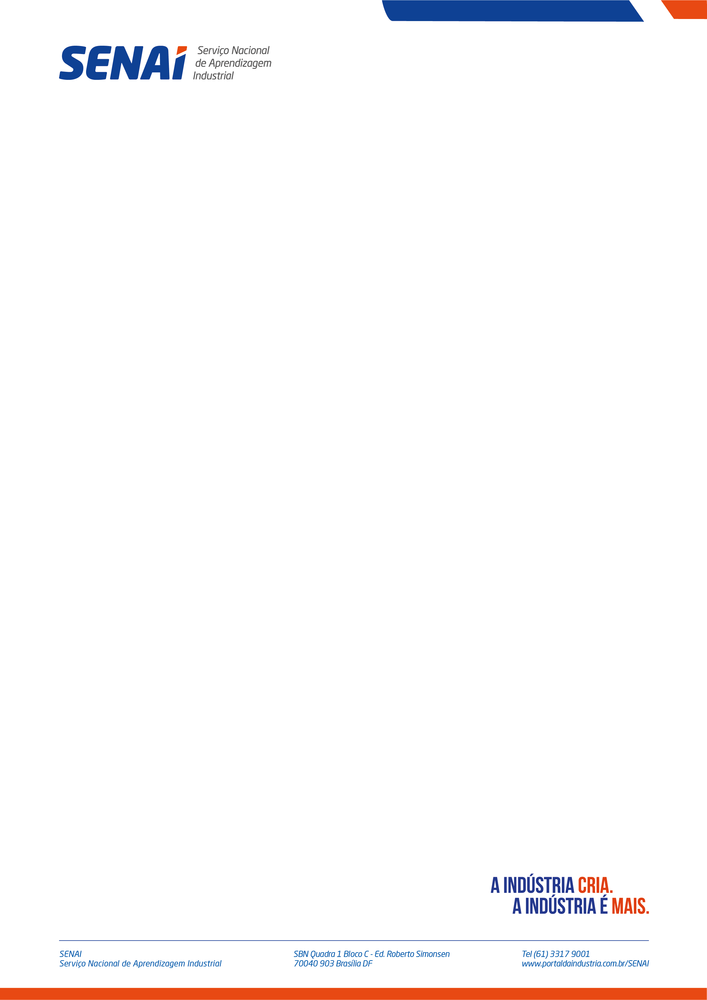 SENAI
Serviço Nacional
de Aprendizagem
Industrial
A INDÚSTRIA CRIA.
A INDÚSTRIA É MAIS.
SENAI
Serviço Nacional de Aprendizagem Industrial
SBN Quadra 1 Bloco C - Ed. Roberto Simonsen
70040 903 Brasília DF
Tel (61) 3317 9001
www.portaldaindustria.com.br/SENAI